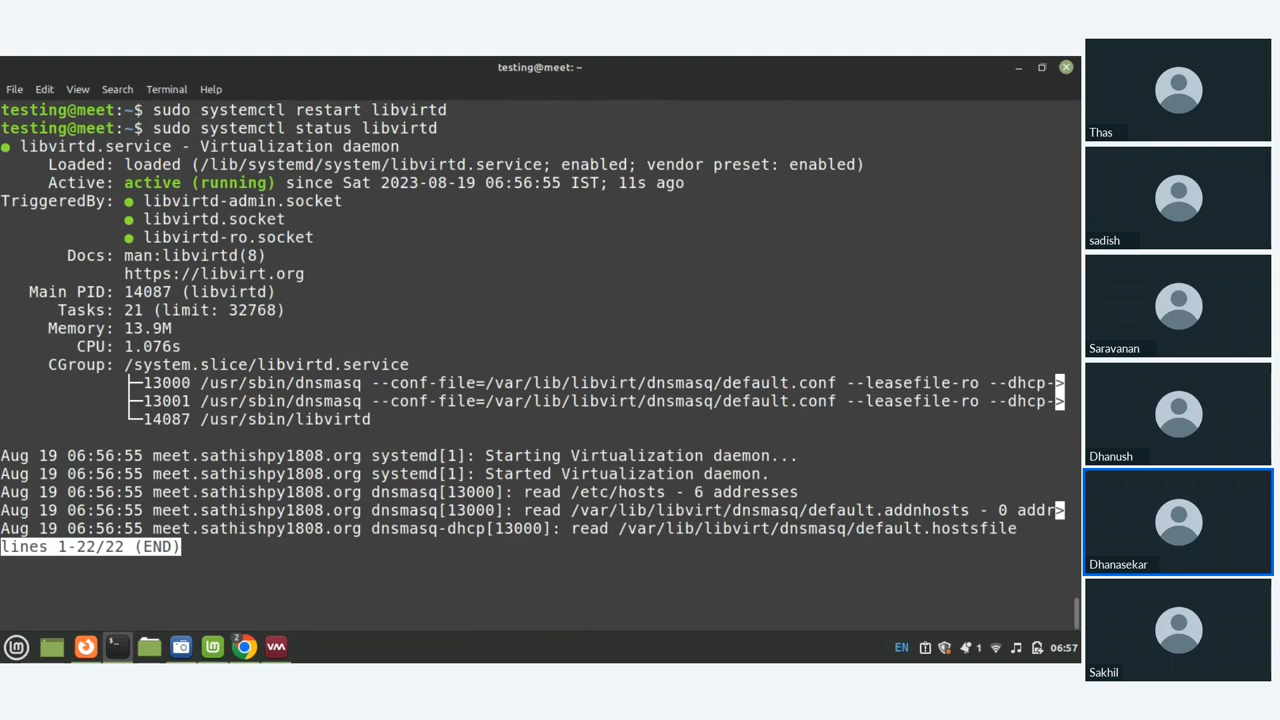 testing@meet: ~
File Edit View Search Terminal Help
testing@meet:~$ sudo systemctl restart libvirtd
testing@meet:~$ sudo systemctl status libvirtd
● libvirtd.service - Virtualization daemon
Loaded: loaded (/lib/systemd/system/libvirtd.service; enabled; vendor preset: enabled)
Active: active (running) since Sat 2023-08-19 06:56:55 IST; 11s ago
TriggeredBy: ● libvirtd-admin.socket
● libvirtd.socket
● libvirtd-ro.socket
Docs: man:libvirtd(8)
https://libvirt.org
Main PID: 14087 (libvirtd)
Tasks: 21 (limit: 32768)
Memory: 13.9M
CPU: 1.076s
CGroup: /system.slice/libvirtd.service
├─13000 /usr/sbin/dnsmasq --conf-file=/var/lib/libvirt/dnsmasq/default.conf --leasefile-ro --dhcp->
├─13001 /usr/sbin/dnsmasq --conf-file=/var/lib/libvirt/dnsmasq/default.conf --leasefile-ro --dhcp->
└─14087 /usr/sbin/libvirtd
Aug 19 06:56:55 meet.sathishpy1808.org systemd[1]: Starting Virtualization daemon...
Aug 19 06:56:55 meet.sathishpy1808.org systemd[1]: Started Virtualization daemon.
Aug 19 06:56:55 meet.sathishpy1808.org dnsmasq[13000]: read /etc/hosts - 6 addresses
Aug 19 06:56:55 meet.sathishpy1808.org dnsmasq[13000]: read /var/lib/libvirt/dnsmasq/default.addnhosts - 0 addr>
Aug 19 06:56:55 meet.sathishpy1808.org dnsmasq-dhcp[13000]: read /var/lib/libvirt/dnsmasq/default.hostsfile
lines 1-22/22 (END)
2
EN 1 06:57
Thas
sadish
Saravanan
Dhanush
Dhanasekar
Sakhil